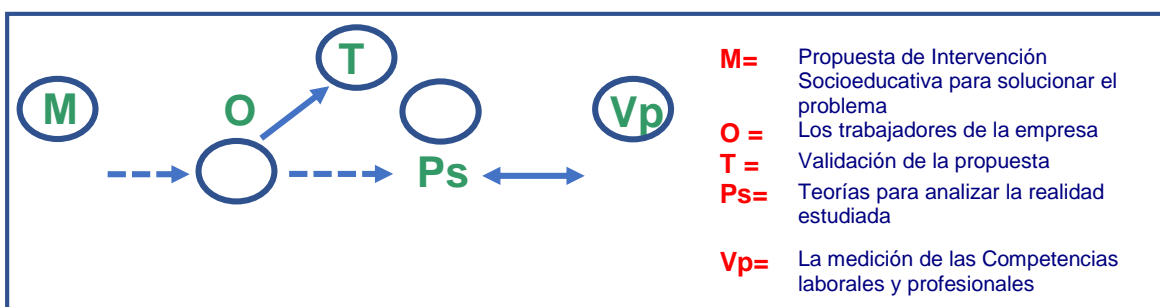 T
M
O
Vp
Ps
M= Propuesta de Intervención
Socioeducativa para solucionar el
problema
O = Los trabajadores de la empresa
T = Validación de la propuesta
Ps= Teorías para analizar la realidad
estudiada
Vp= La medición de las Competencias
laborales y profesionales